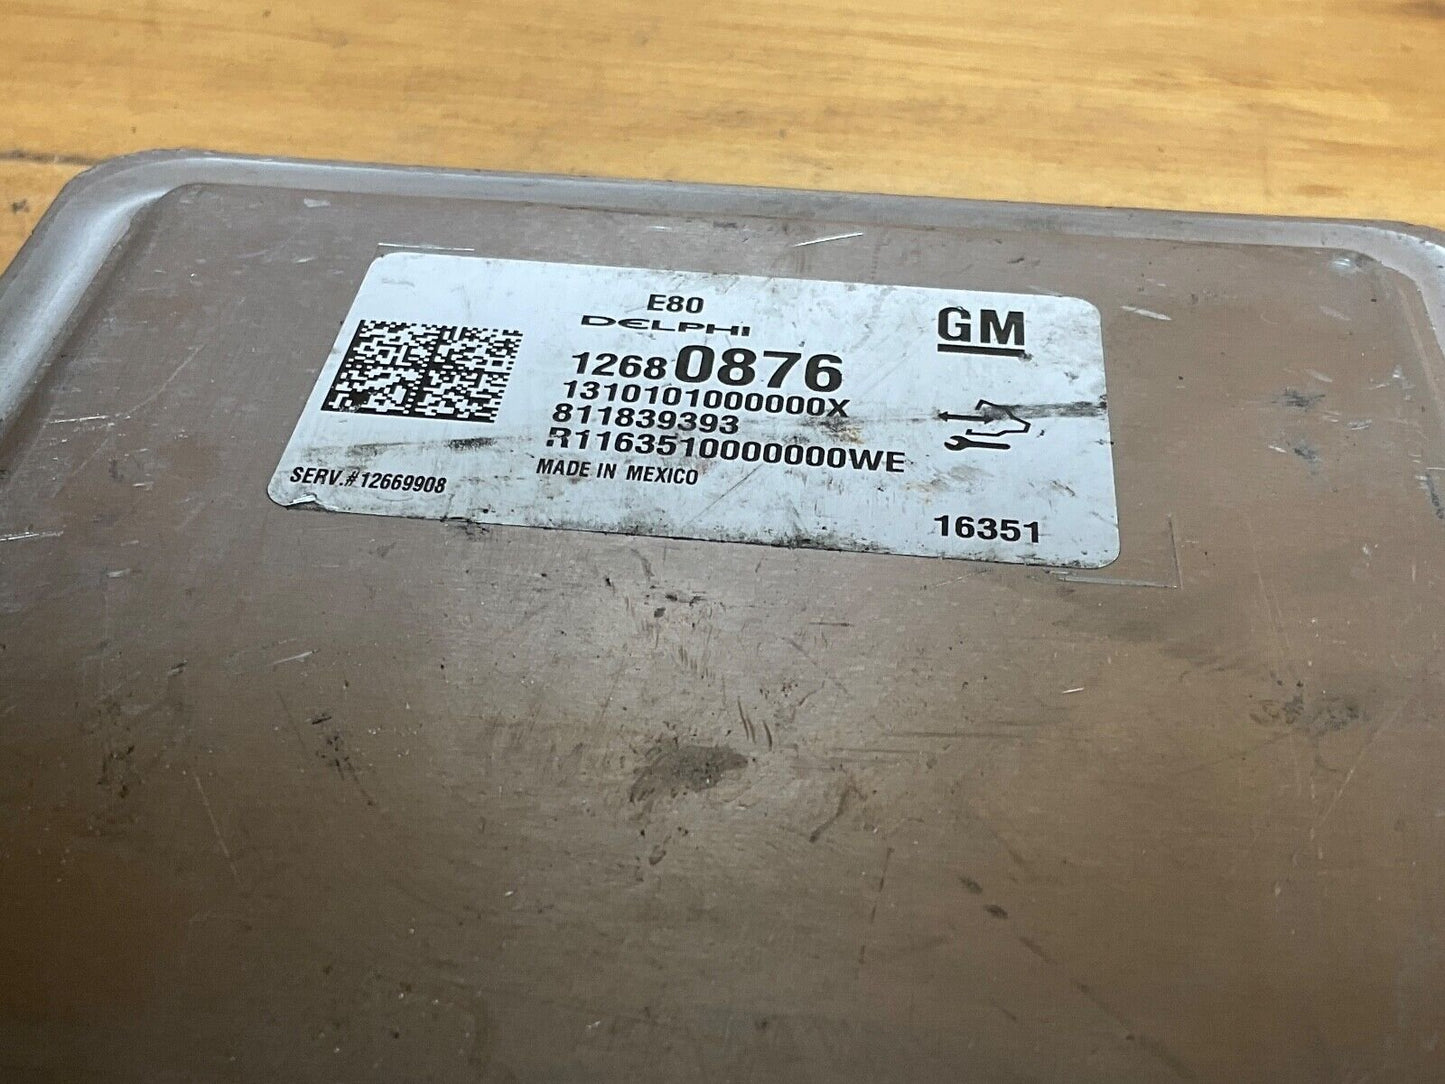 E80
DELPHI
GM
12680876
1310101000000X
811839393
R1163510000000WE
MADE IN MEXICO
SERV.#12669908
16351